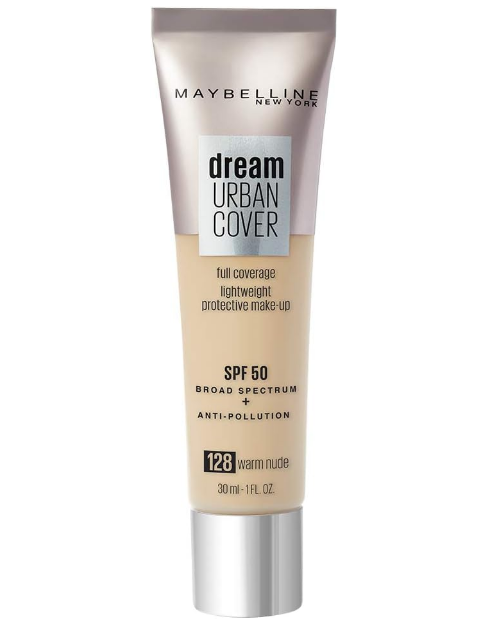 MAYBELLINE
NEW YORK
dream
URBAN
COVER
full coverage
lightweight
protective make-up
SPF 50
BROAD SPECTRUM
+
ANTI-POLLUTION
128 warm nude
30 ml - 1 FL. OZ.